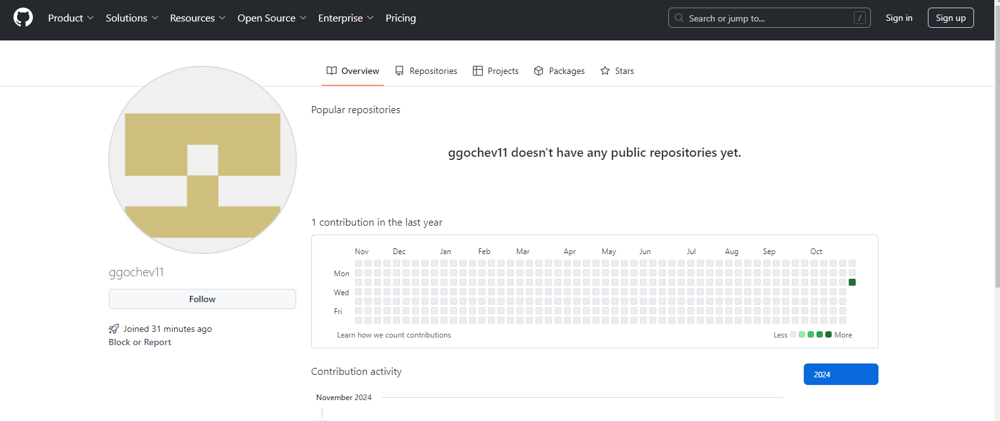 Product Solutions Resources Open Source Enterprise Pricing Search or jump to... / Sign in Sign up
Overview Repositories Projects Packages Stars
Popular repositories
ggochev11 doesn't have any public repositories yet.
ggochev11
Follow
Joined 31 minutes ago
Block or Report
1 contribution in the last year
Nov Dec Jan Feb Mar Apr May Jun Jul Aug Sep Oct
Mon
Wed
Fri
Learn how we count contributions Less More
Contribution activity
2024
November 2024